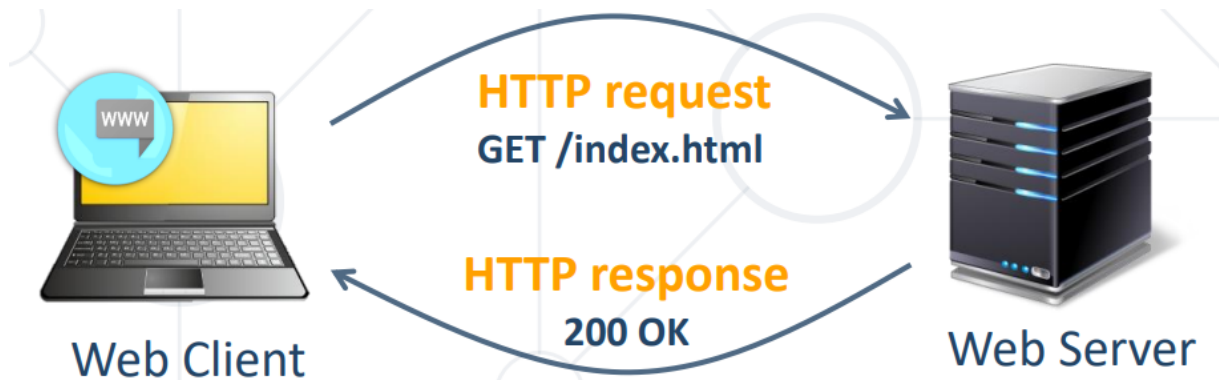 WWW
HTTP request
GET /index.html
HTTP response
200 OK
Web Client
Web Server